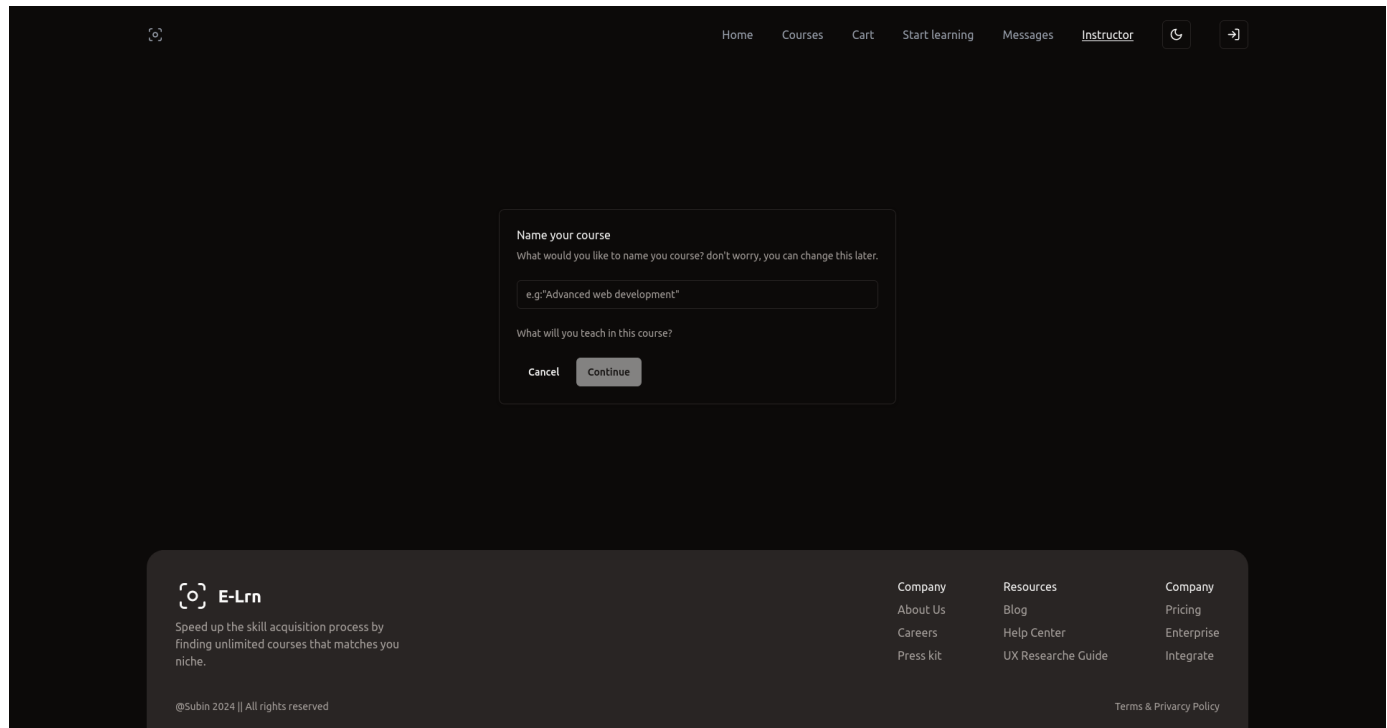 Home Courses Cart Start learning Messages Instructor
Name your course
What would you like to name you course? don't worry, you can change this later.
e.g:"Advanced web development"
What will you teach in this course?
Cancel Continue
E-Lrn
Speed up the skill acquisition process by
finding unlimited courses that matches you
niche.
Company
About Us
Careers
Press kit
Resources
Blog
Help Center
UX Researche Guide
Company
Pricing
Enterprise
Integrate
@Subin 2024 || All rights reserved
Terms & Privarcy Policy